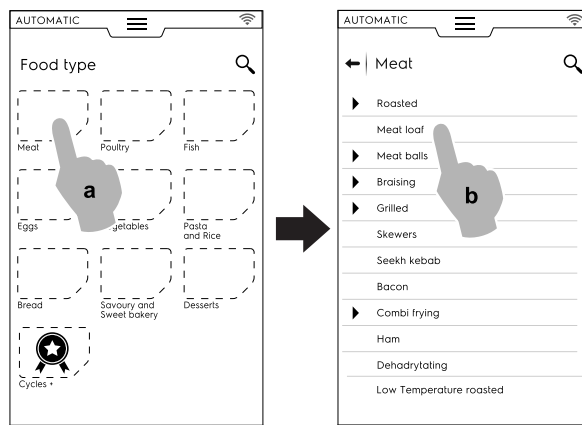 AUTOMATIC
Food type
Meat
Poultry
Fish
a
Eggs
getables
Pasta
and Rice
Bread
Savoury and
Sweet bakery
Desserts
Cycles +
AUTOMATIC
Meat
Roasted
Meat loaf
Meat balls
Braising
b
Grilled
Skewers
Seekh kebab
Bacon
Combi frying
Ham
Dehadrytating
Low Temperature roasted